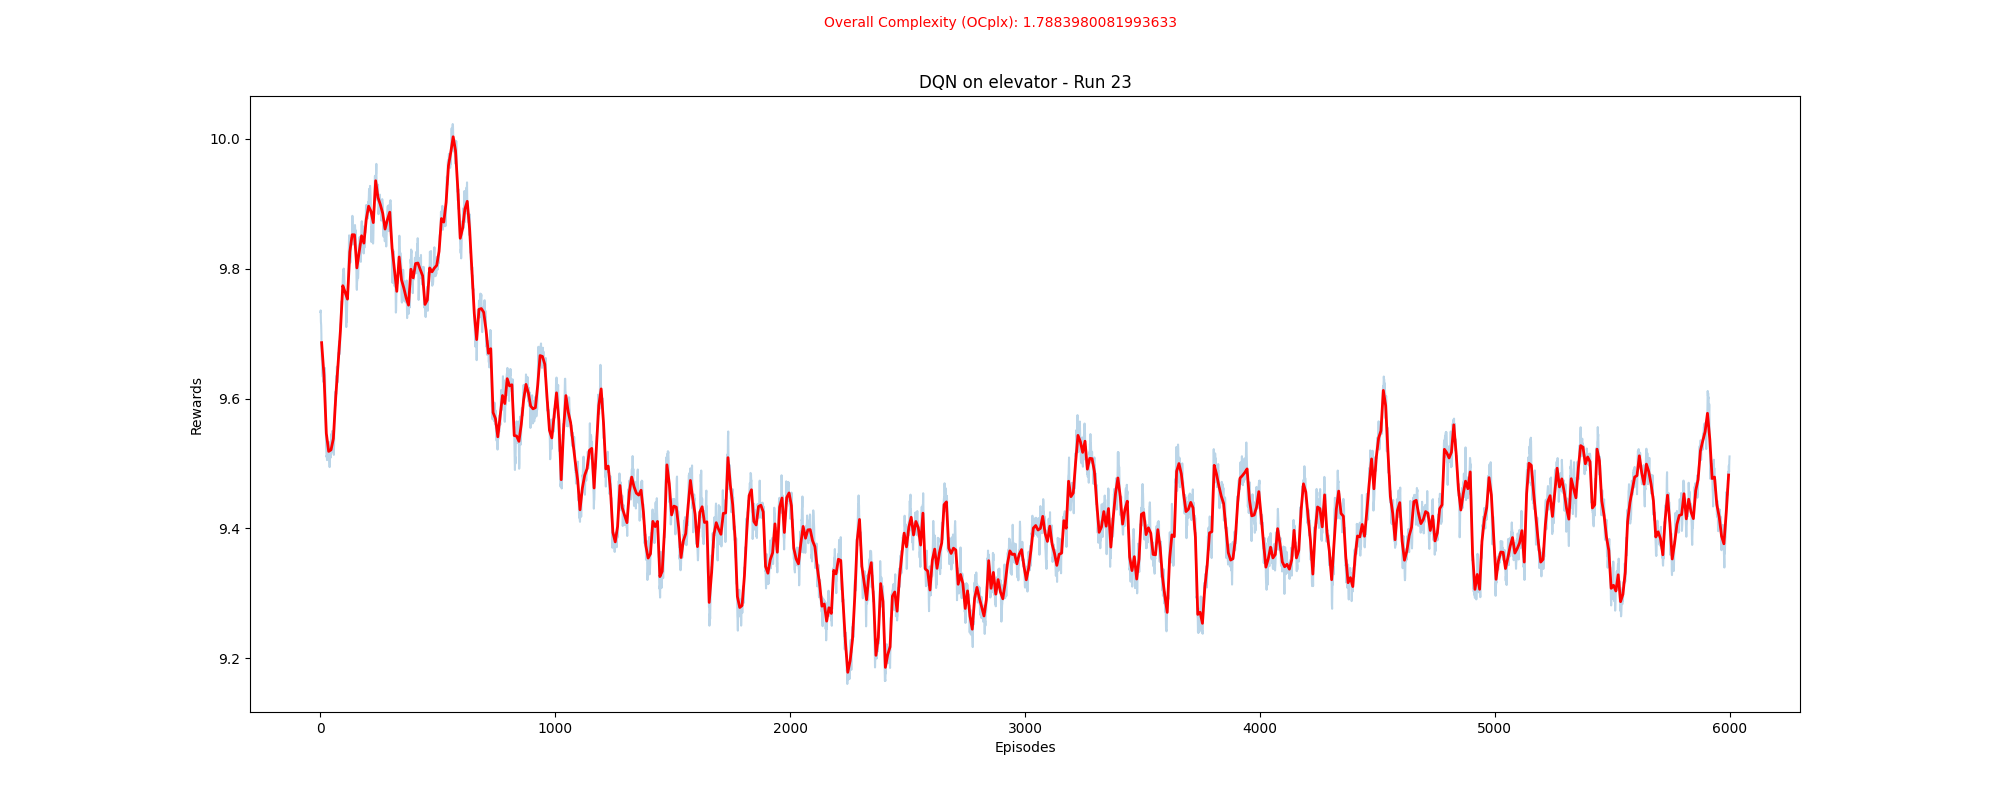 Overall Complexity (OCplx): 1.7883980081993633
DQN on elevator - Run 23
Rewards
10.0
9.8
9.6
9.4
9.2
0 1000 2000 3000 4000 5000 6000
Episodes